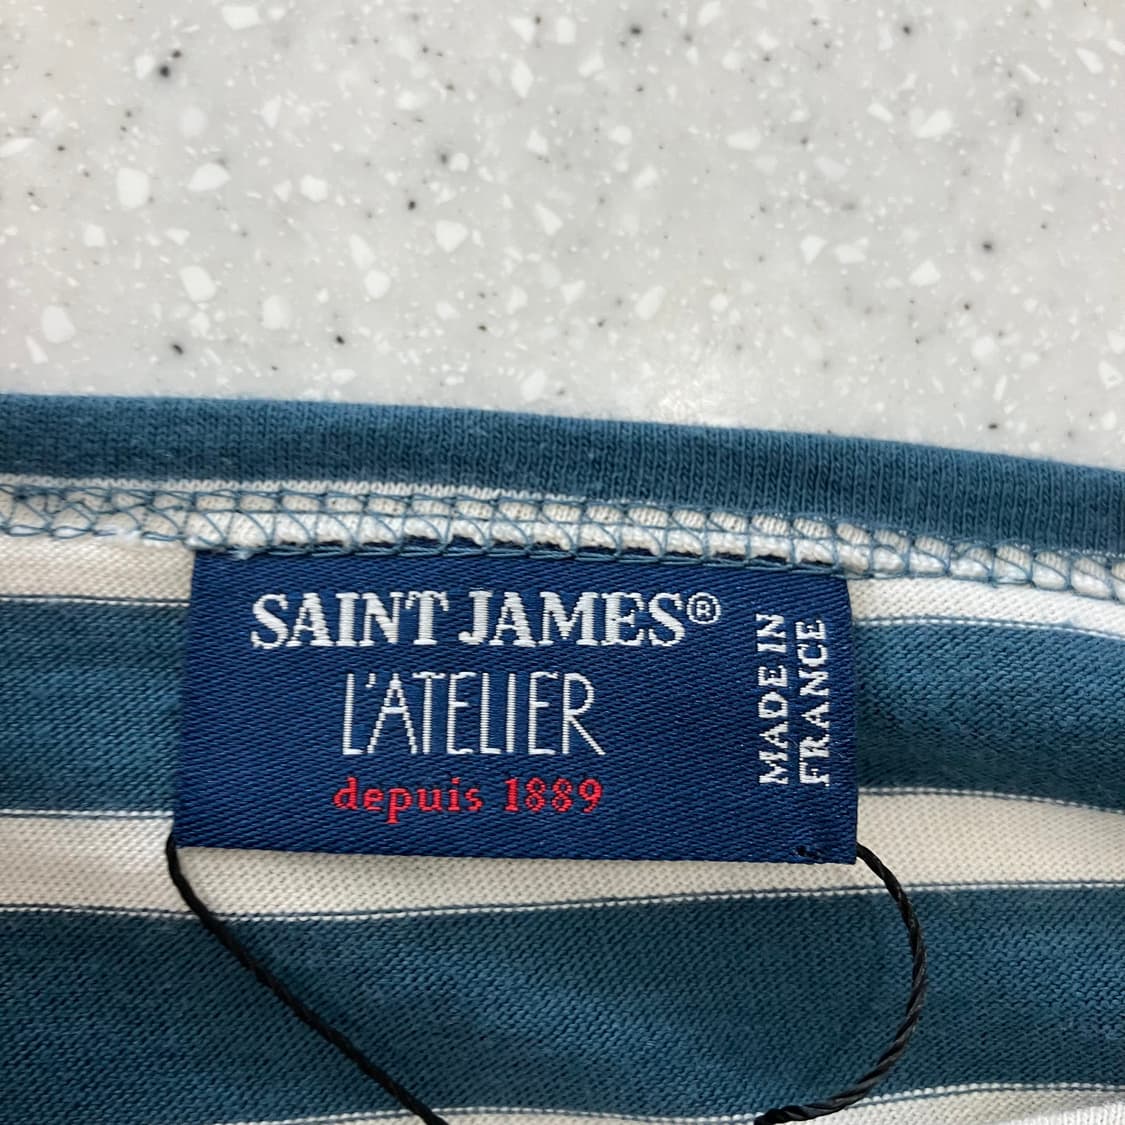 SAINT JAMES®
L'ATELIER
depuis 1889
MADE IN
FRANCE